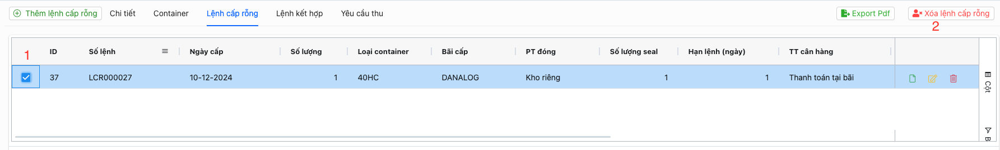 Thêm lệnh cấp rỗng Chi tiết Container Lệnh cấp rỗng Lệnh kết hợp Yêu cầu thu Export Pdf Xóa lệnh cấp rỗng
2
1 ID Số lệnh Ngày cấp Số lượng Loại container Bãi cấp PT đóng Số lượng seal Hạn lệnh (ngày) TT cân hàng
37 LCR000027 10-12-2024 1 40HC DANALOG Kho riêng 1 1 Thanh toán tại bãi
Cột
B